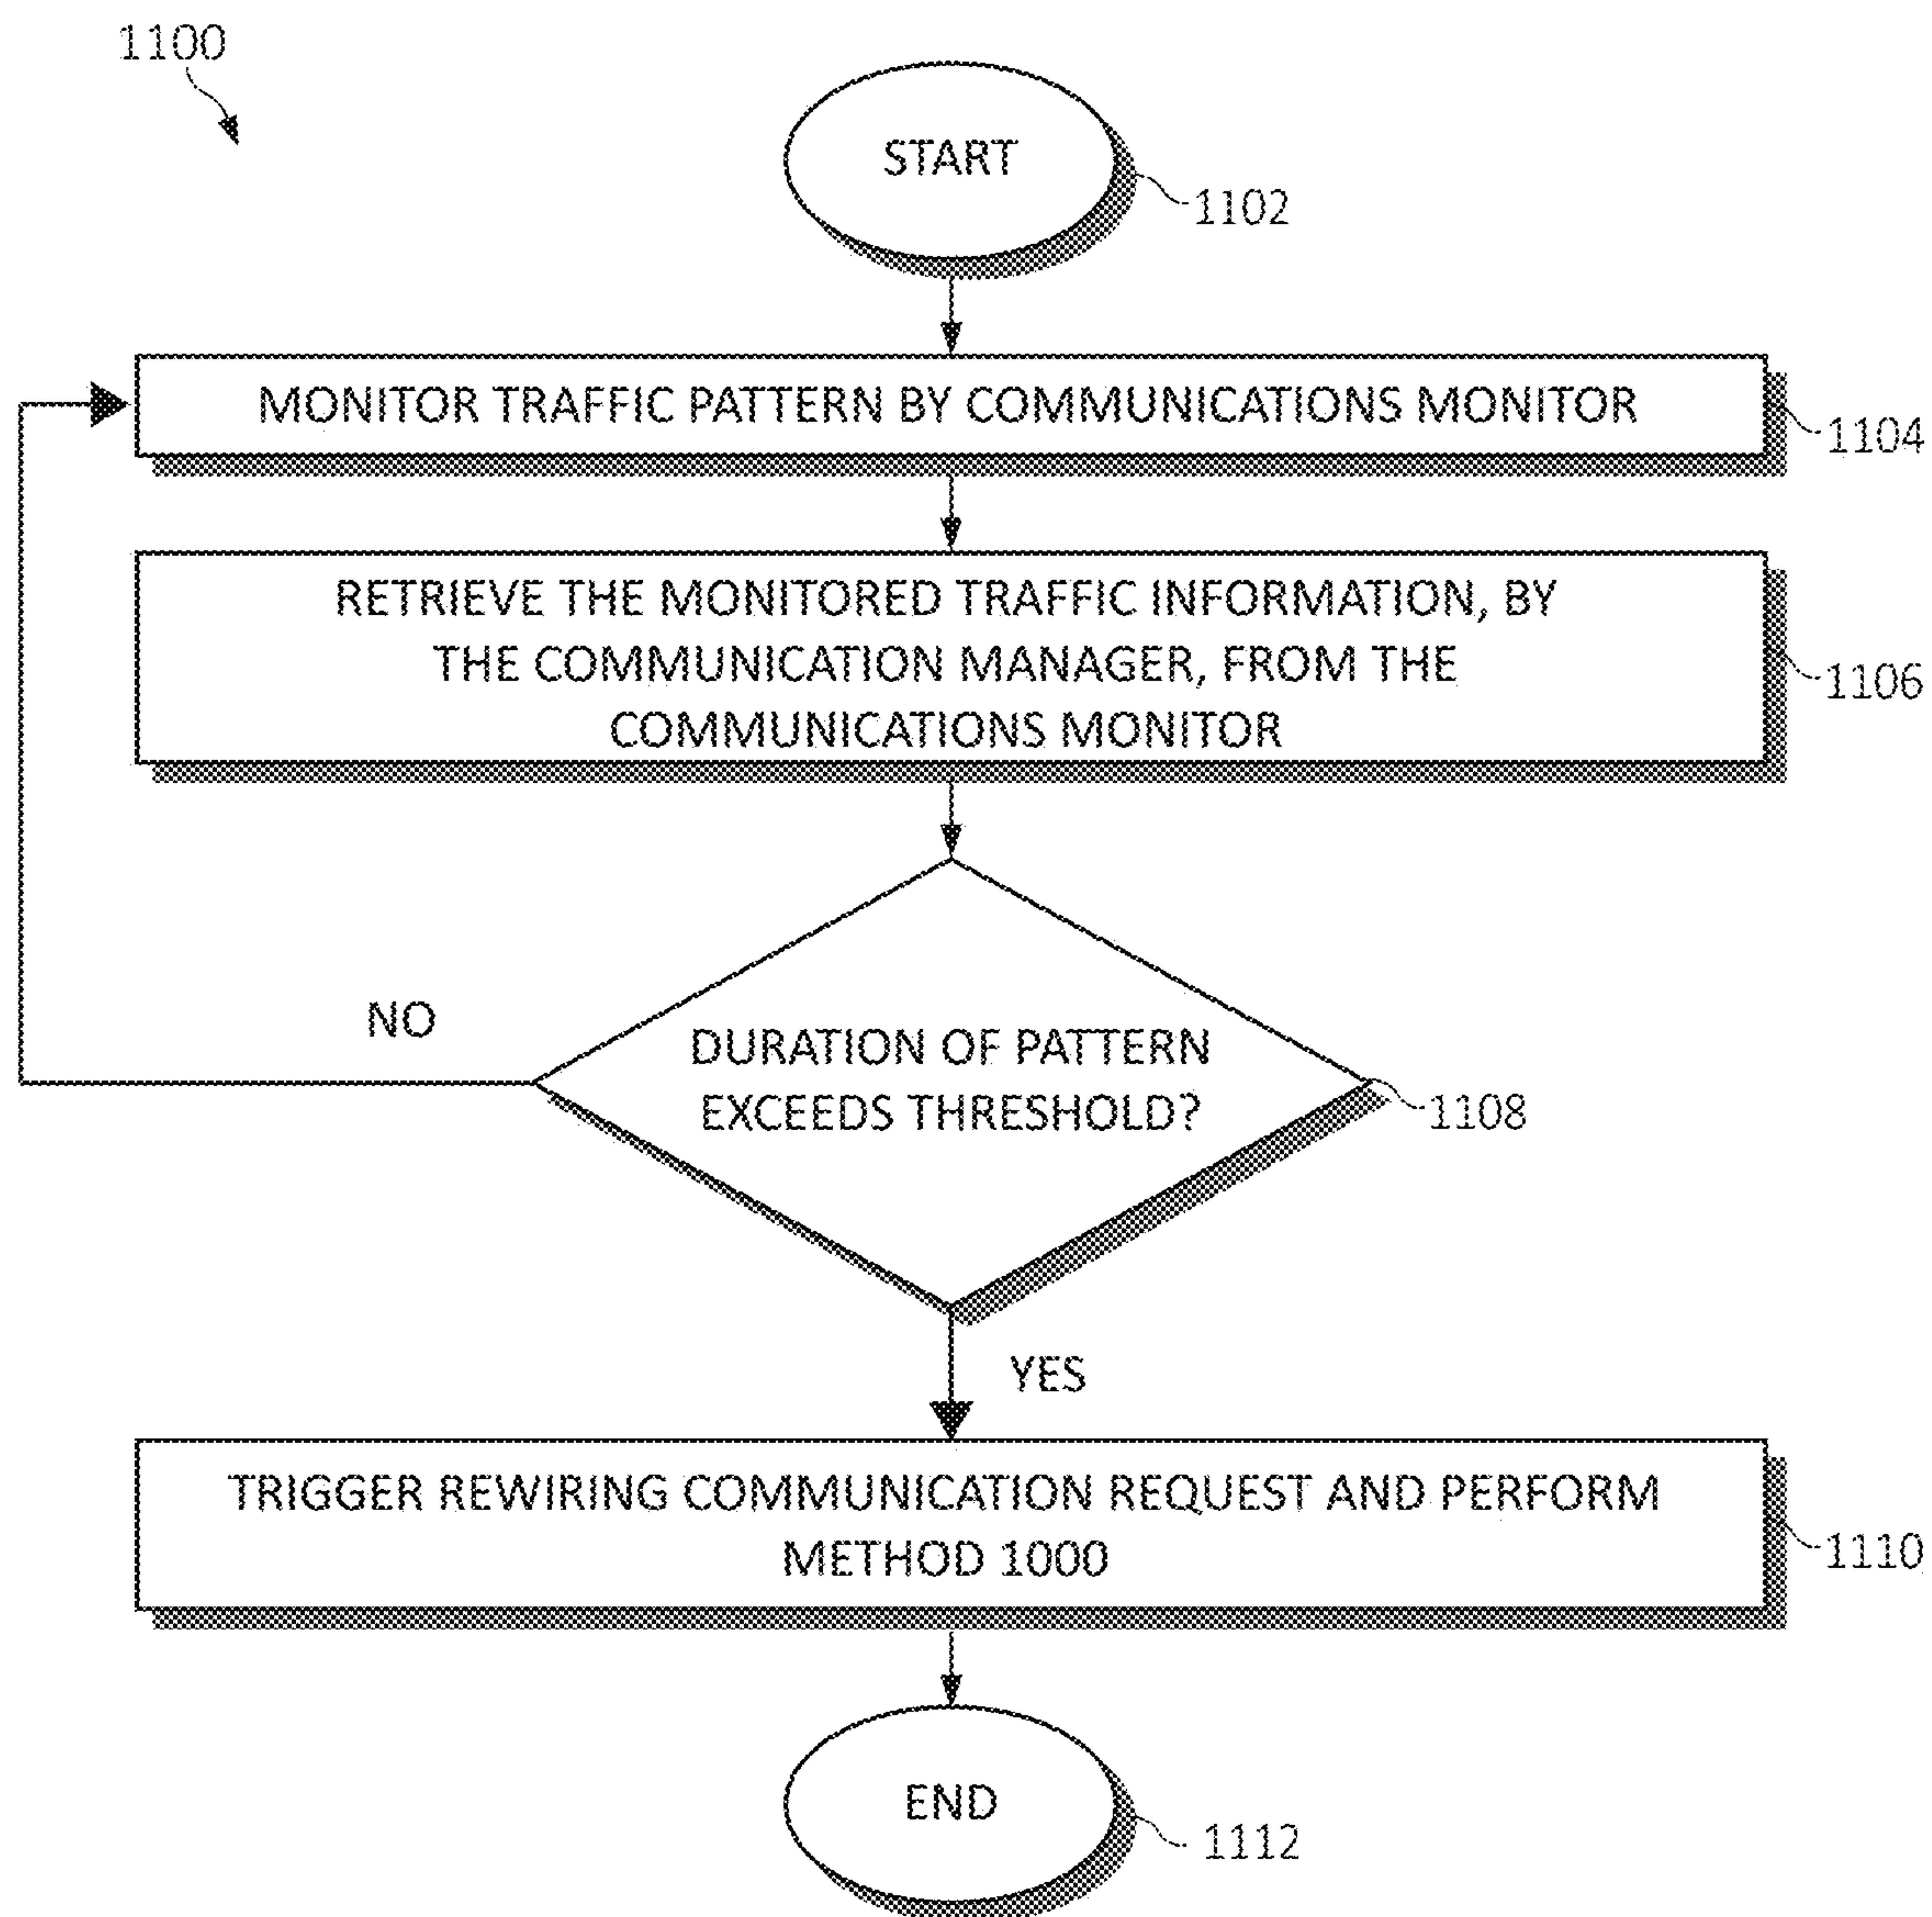 1100
START
1102
MONITOR TRAFFIC PATTERN BY COMMUNICATIONS MONITOR
1104
RETRIEVE THE MONITORED TRAFFIC INFORMATION, BY
THE COMMUNICATION MANAGER, FROM THE
COMMUNICATIONS MONITOR
1106
NO
DURATION OF PATTERN
EXCEEDS THRESHOLD?
1108
YES
TRIGGER REWIRING COMMUNICATION REQUEST AND PERFORM
METHOD 1000
1110
END
1112